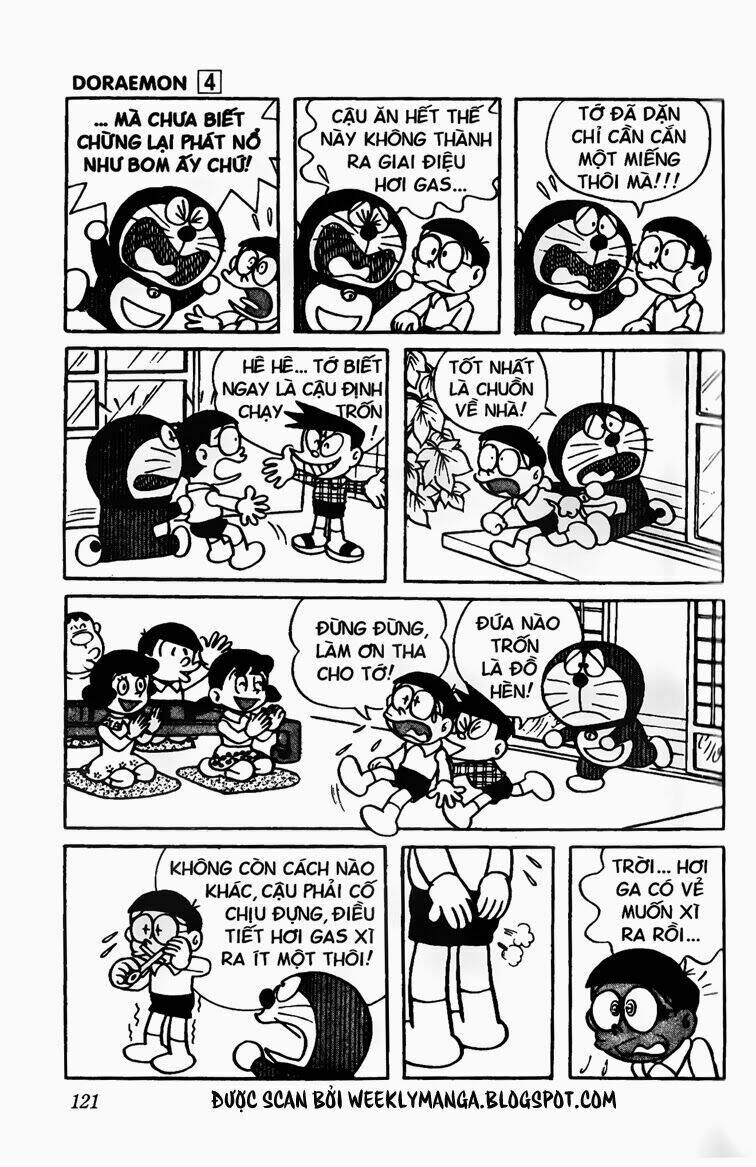 DORAEMON 4
TỚ ĐÃ DẶN
CHỈ CẦN CẮN
MỘT MIẾNG
THÔI MÀ!!!
CẬU ĂN HẾT THẾ
NÀY KHÔNG THÀNH
RA GIAI ĐIỆU
HƠI GAS...
... MÀ CHƯA BIẾT
CHỪNG LẠI PHÁT NỔ
NHƯ BOM ẤY CHỨ!
TỐT NHẤT
LÀ CHUỒN
VỀ NHÀ!
HÊ HÊ... TỚ BIẾT
NGAY LÀ CẬU ĐỊNH
CHẠY TRỐN
!
ĐỨA NÀO
TRỐN
LÀ ĐỒ
HÈN!
ĐỪNG ĐỪNG,
LÀM ƠN THA
CHO TỚ!
TRỜI... HƠI
GA CÓ VẺ
MUỐN XÌ
RA RỒI...
KHÔNG CÒN CÁCH NÀO
KHÁC, CẬU PHẢI CỐ
CHỊU ĐỰNG, ĐIỀU
TIẾT HƠI GAS XÌ
RA ÍT MỘT THÔI!
121
ĐƯỢC SCAN BỞI WEEKLYMANGA.BLOGSPOT.COM